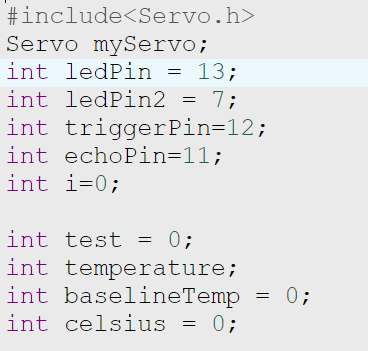 #include<Servo.h>
Servo myServo;
int ledPin = 13;
int ledPin2 = 7;
int triggerPin=12;
int echoPin=11;
int i=0;
int test = 0;
int temperature;
int baselineTemp = 0;
int celsius = 0;